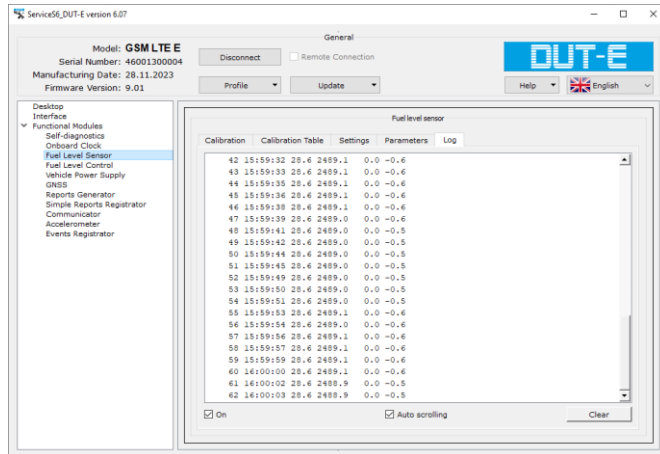 ServiceS6_DUT-E version 6.07
General
Model: GSM LTE E
Serial Number: 46001300004
Manufacturing Date: 28.11.2023
Firmware Version: 9.01
Disconnect
Remote Connection
Profile
Update
DUT-E
Help
English
Desktop
Interface
Functional Modules
Self-diagnostics
Onboard Clock
Fuel Level Sensor
Fuel Level Control
Vehicle Power Supply
GNSS
Reports Generator
Simple Reports Registrator
Communicator
Accelerometer
Events Registrator
Fuel level sensor
Calibration Calibration Table Settings Parameters Log
42 15:59:32 28.6 2489.1 0.0 -0.6
43 15:59:33 28.6 2489.1 0.0 -0.6
44 15:59:35 28.6 2489.1 0.0 -0.6
45 15:59:36 28.6 2489.1 0.0 -0.6
46 15:59:38 28.6 2489.1 0.0 -0.6
47 15:59:39 28.6 2489.0 0.0 -0.6
48 15:59:41 28.6 2489.0 0.0 -0.5
49 15:59:42 28.6 2489.0 0.0 -0.5
50 15:59:44 28.6 2489.0 0.0 -0.5
51 15:59:45 28.6 2489.0 0.0 -0.5
52 15:59:49 28.6 2489.0 0.0 -0.5
53 15:59:50 28.6 2489.0 0.0 -0.5
54 15:59:51 28.6 2489.0 0.0 -0.5
55 15:59:53 28.6 2489.1 0.0 -0.6
56 15:59:54 28.6 2489.0 0.0 -0.6
57 15:59:56 28.6 2489.1 0.0 -0.6
58 15:59:57 28.6 2489.1 0.0 -0.6
59 15:59:59 28.6 2489.1 0.0 -0.6
60 16:00:00 28.6 2489.1 0.0 -0.6
61 16:00:02 28.6 2488.9 0.0 -0.5
62 16:00:03 28.6 2488.9 0.0 -0.5
On
Auto scrolling
Clear